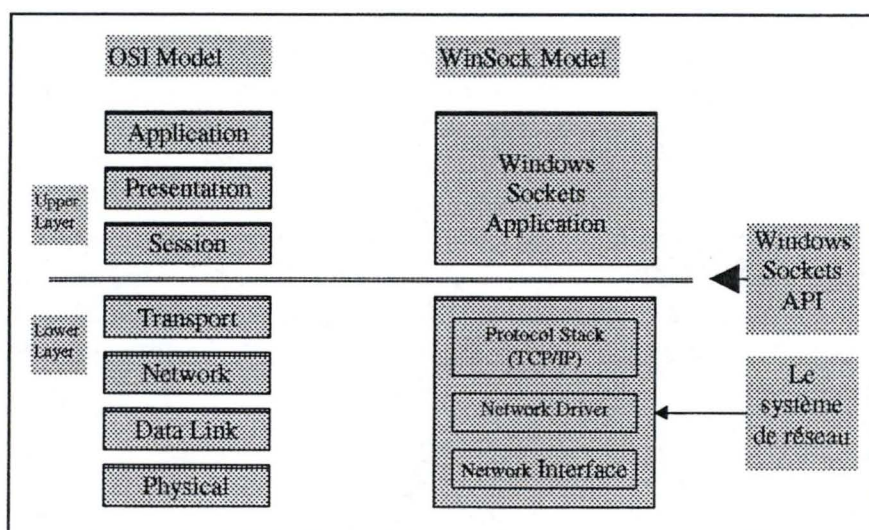 OSI Model
WinSock Model
Application
Presentation
Session
Upper
Layer
Windows
Sockets
Application
Windows
Sockets
API
Lower
Layer
Transport
Network
Data Link
Physical
Protocol Stack
(TCP/IP)
Network Driver
Network Interface
Le
système
de réseau